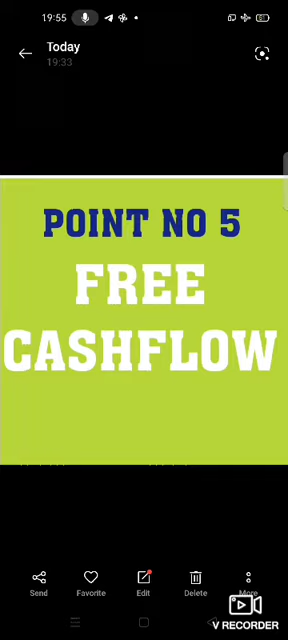 19:55
Today
19:33
POINT NO 5
FREE
CASHFLOW
Send
Favorite
Edit
Delete
More
V RECORDER